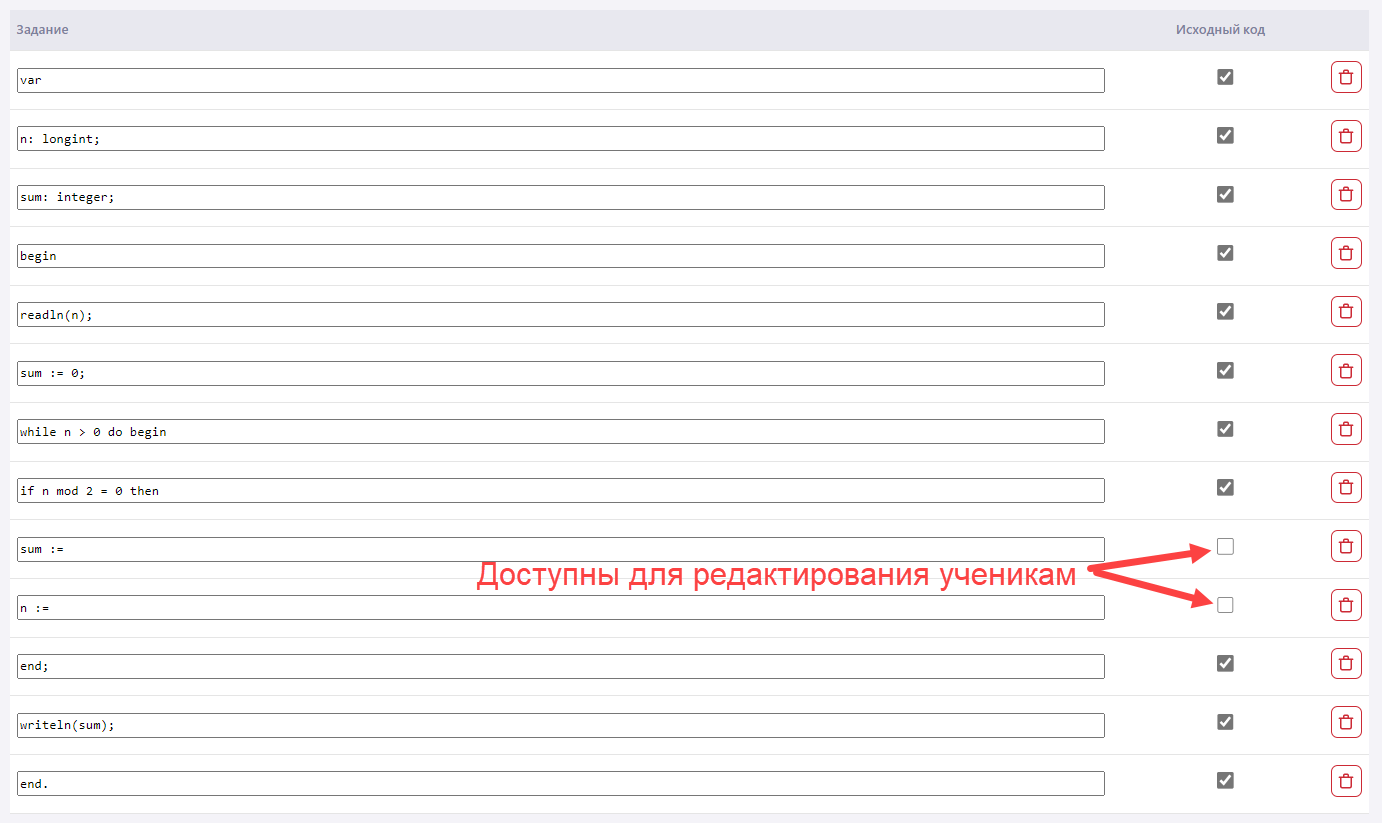 Задание Исходный код
var
n: longint;
sum: integer;
begin
readln(n);
sum := 0;
while n > 0 do begin
if n mod 2 = 0 then
sum :=
Доступны для редактирования ученикам
n :=
end;
writeln(sum);
end.